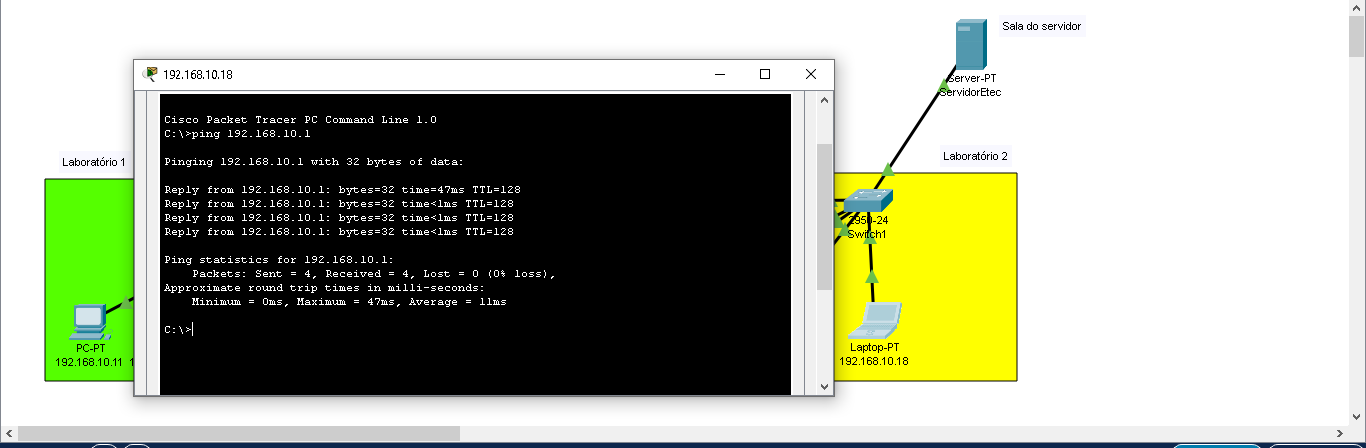 Sala do servidor
Server-PT
ServidorEtec
192.168.10.18
Cisco Packet Tracer PC Command Line 1.0
C:\>ping 192.168.10.1
Pinging 192.168.10.1 with 32 bytes of data:
Reply from 192.168.10.1: bytes=32 time=47ms TTL=128
Reply from 192.168.10.1: bytes=32 time<1ms TTL=128
Reply from 192.168.10.1: bytes=32 time<1ms TTL=128
Reply from 192.168.10.1: bytes=32 time<1ms TTL=128
Ping statistics for 192.168.10.1:
Packets: Sent = 4, Received = 4, Lost = 0 (0% loss),
Approximate round trip times in milli-seconds:
Minimum = 0ms, Maximum = 47ms, Average = 11ms
C:\>
Laboratório 1
PC-PT
192.168.10.11 1
Laboratório 2
2950-24
Switch1
Laptop-PT
192.168.10.18